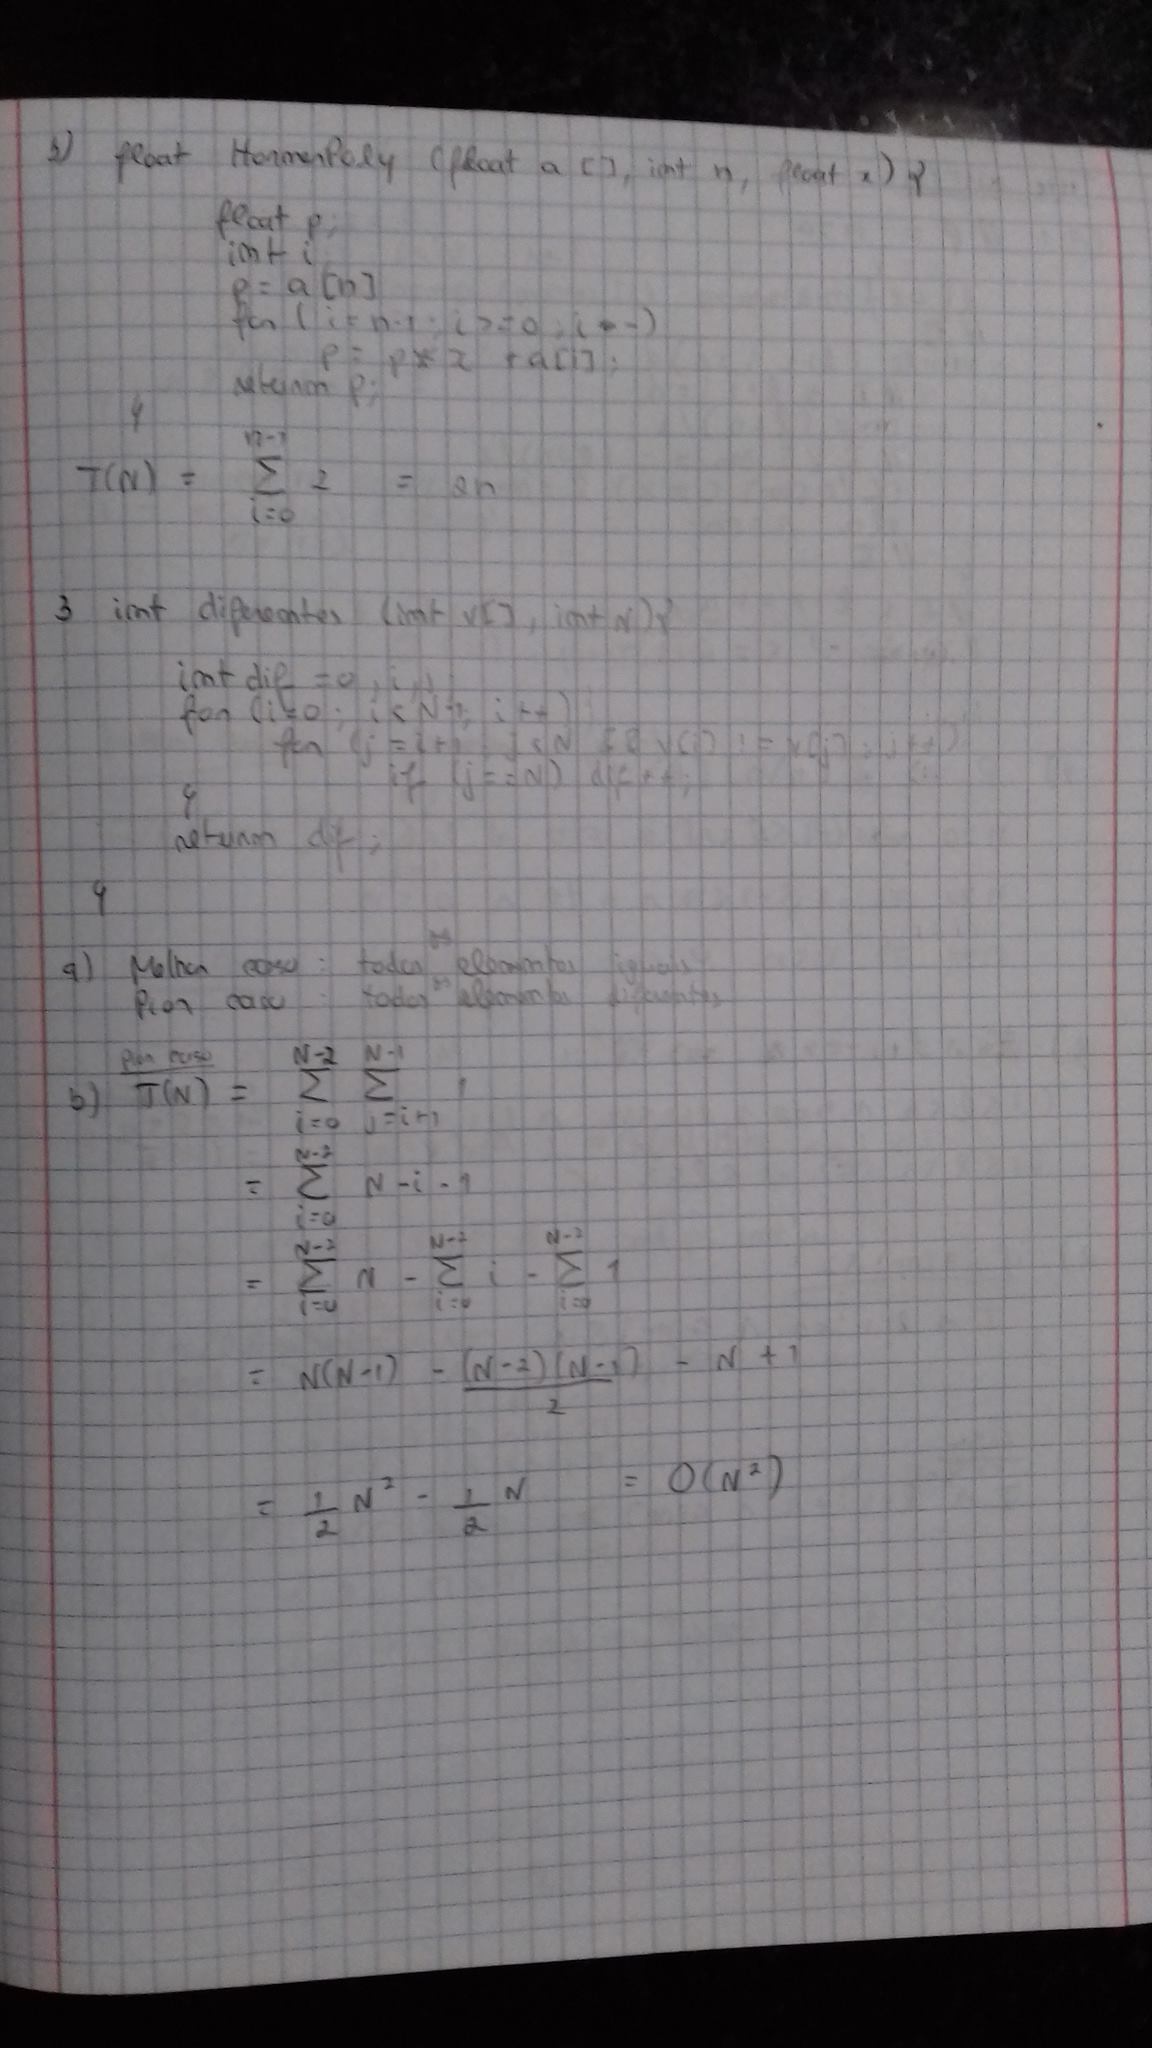 b) float HornerPoly (float a [], int n, float x) {
float p;
int i
p = a [n]
for (i = n-1; i >= 0; i--)
p = p * x + a[i];
return p;
}
T(N) = \sum_{i=0}^{n-1} 2 = 2n
3 int diferentes (int v[], int N) {
int dif = 0, i, j
for (i=0; i< N-1; i++)
for (j = i+1; j<N && v[i] != v[j]; j++)
if (j==N) dif++;
}
return dif;
}
a) Melhor caso : todos os elementos iguais
Pior caso : todos os elementos diferentes
pior caso
b) T(N) = \sum_{i=0}^{N-2} \sum_{j=i+1}^{N-1} 1
= \sum_{i=0}^{N-2} N - i - 1
= \sum_{i=0}^{N-2} N - \sum_{i=0}^{N-2} i - \sum_{i=0}^{N-2} 1
= N(N-1) - \frac{(N-2)(N-1)}{2} - N + 1
= \frac{1}{2} N² - \frac{1}{2} N = O(N²)